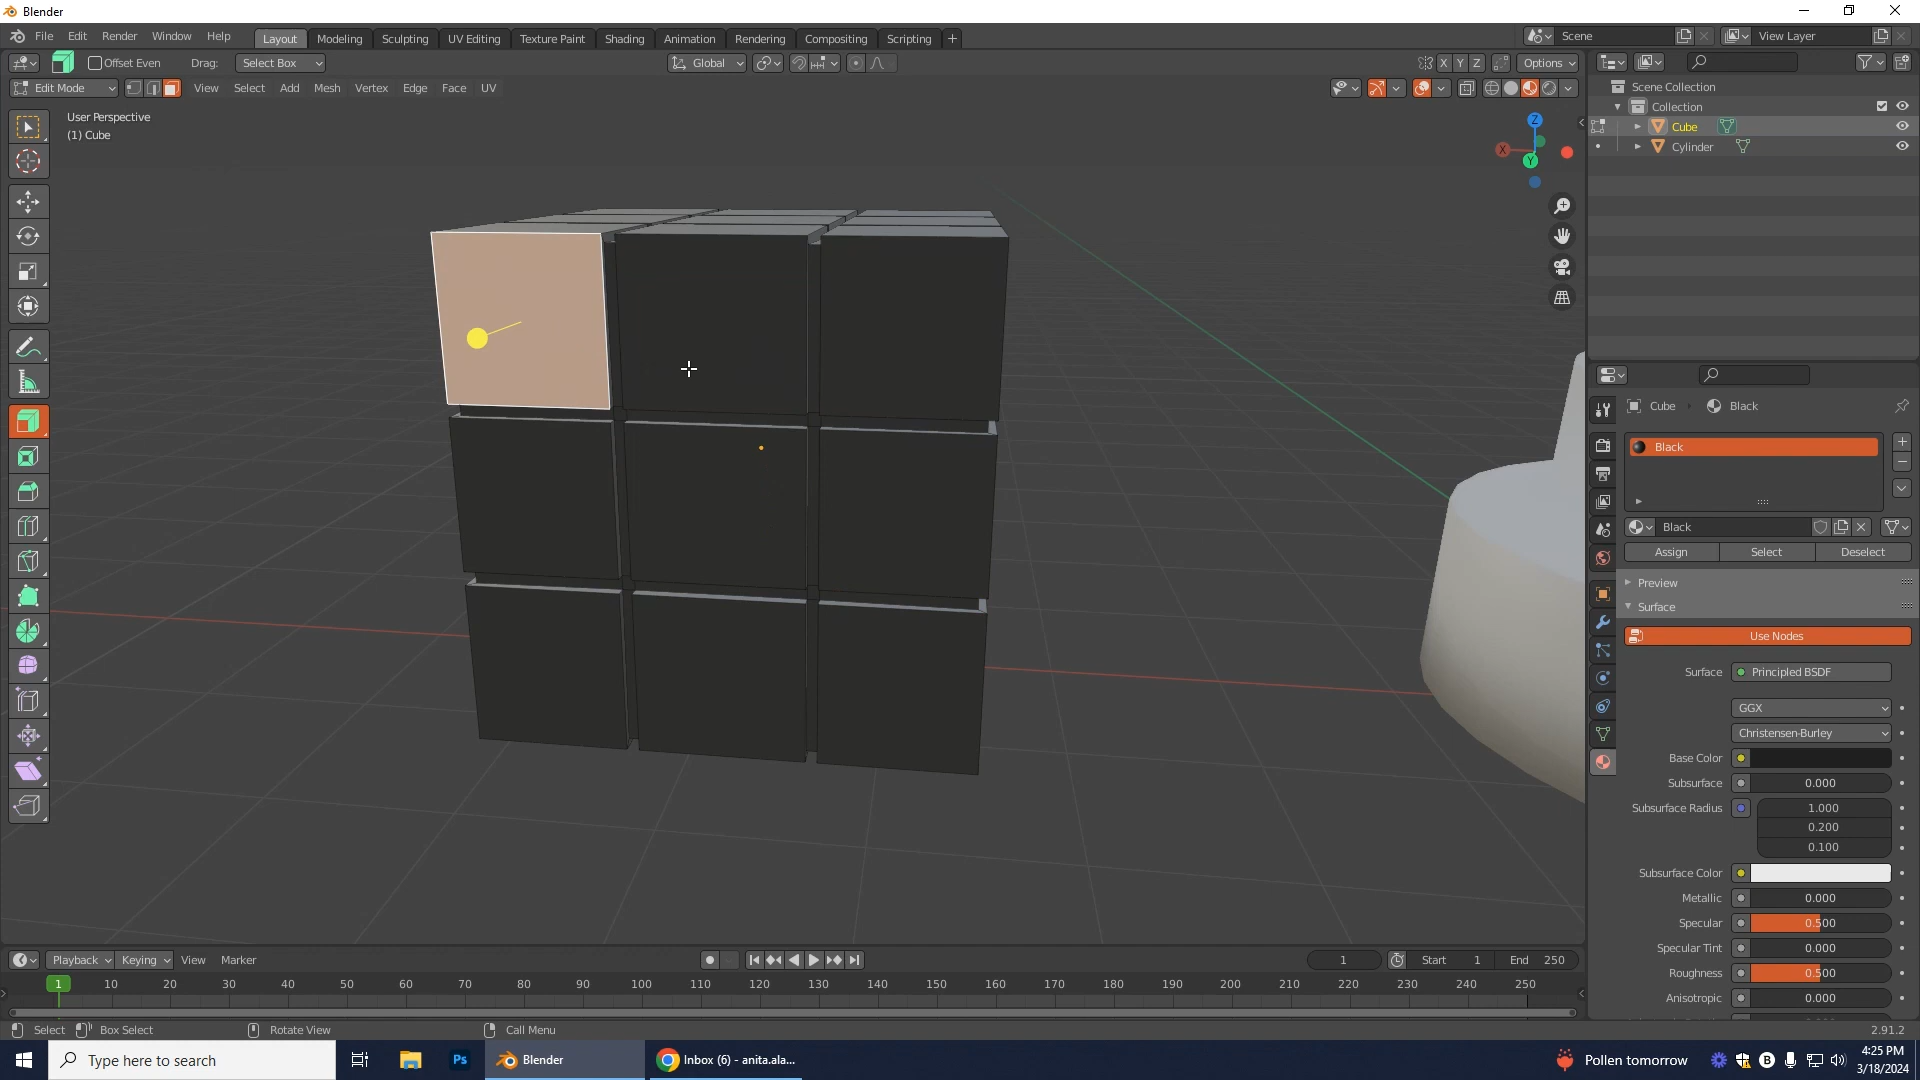 Blender
File Edit Render Window Help Layout Modeling Sculpting UV Editing Texture Paint Shading Animation Rendering Compositing Scripting Scene View Layer
Offset Even Drag: Select Box Global X Y Z Options
Edit Mode View Select Add Mesh Vertex Edge Face UV
User Perspective
(1) Cube
Z
X
Y
Scene Collection
Collection
Cube
Cylinder
Cube Black
Black
Black
Assign Select Deselect
Preview
Surface
Use Nodes
Surface Principled BSDF
GGX
Christensen-Burley
Base Color
Subsurface 0.000
Subsurface Radius 1.000
0.200
0.100
Subsurface Color
Metallic 0.000
Specular 0.500
Specular Tint 0.000
Roughness 0.500
Anisotropic 0.000
Playback Keying View Marker 1 Start 1 End 250
1 10 20 30 40 50 60 70 80 90 100 110 120 130 140 150 160 170 180 190 200 210 220 230 240 250
Select Box Select Rotate View Call Menu 2.91.2
Type here to search Ps Blender Inbox (6) - anita.ala... Pollen tomorrow B 4:25 PM
3/18/2024